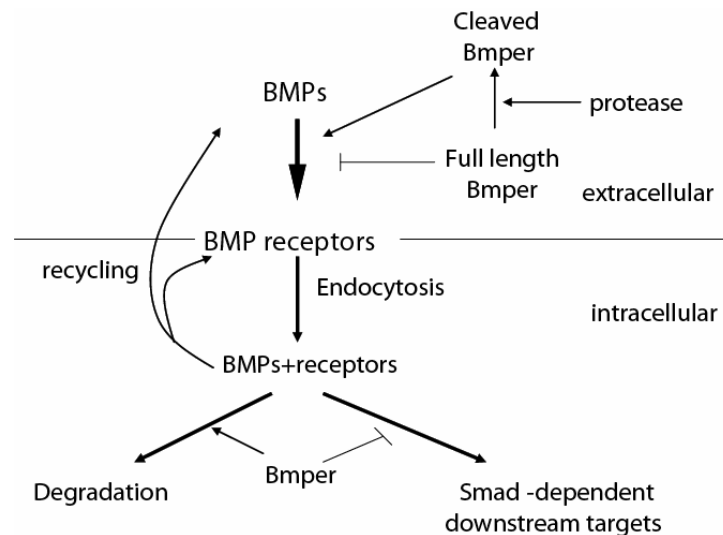 Cleaved
Bmper
BMPs
protease
Full length
Bmper
extracellular
BMP receptors
recycling
Endocytosis
intracellular
BMPs+receptors
Bmper
Degradation
Smad -dependent
downstream targets